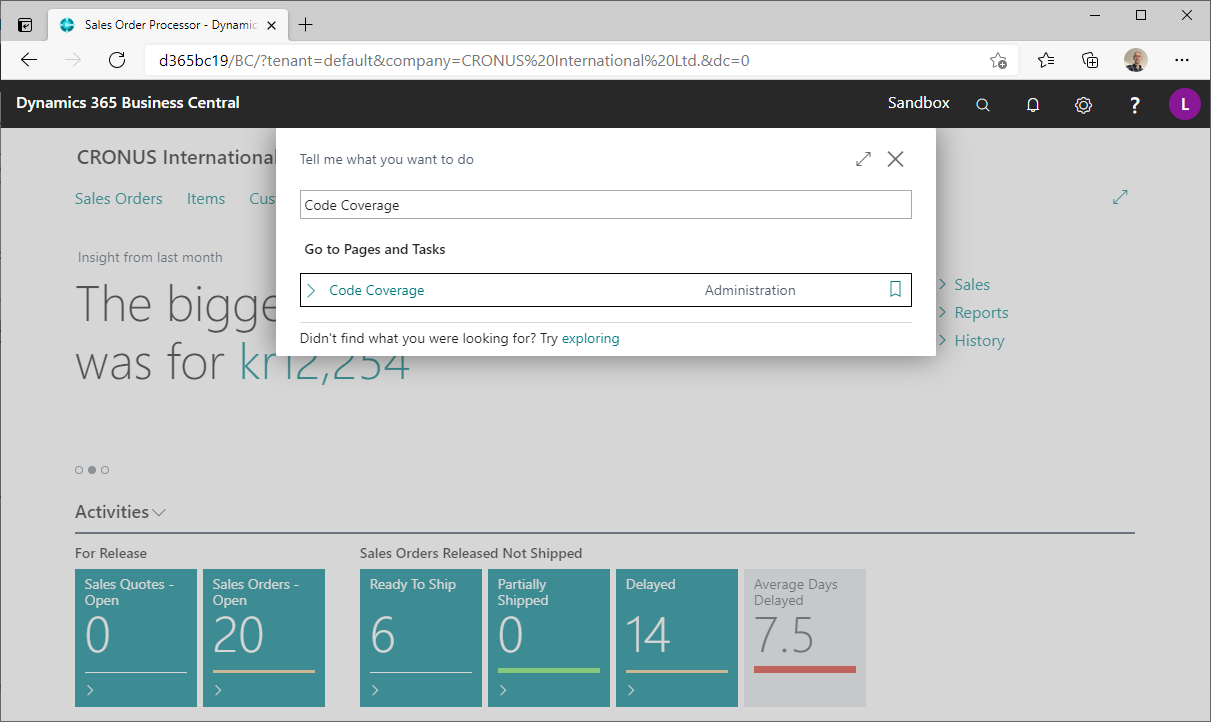 Sales Order Processor - Dynamic
d365bc19/BC/?tenant=default&company=CRONUS%20International%20Ltd.&dc=0
Dynamics 365 Business Central
Sandbox
?
L
CRONUS International
Tell me what you want to do
Sales Orders Items Cus
Code Coverage
Go to Pages and Tasks
Code Coverage Administration
Didn't find what you were looking for? Try exploring
Insight from last month
The bigge
was for kr12,254
Sales
Reports
History
Activities
For Release
Sales Orders Released Not Shipped
Sales Quotes -
Open
0
Sales Orders -
Open
20
Ready To Ship
6
Partially
Shipped
0
Delayed
14
Average Days
Delayed
7.5